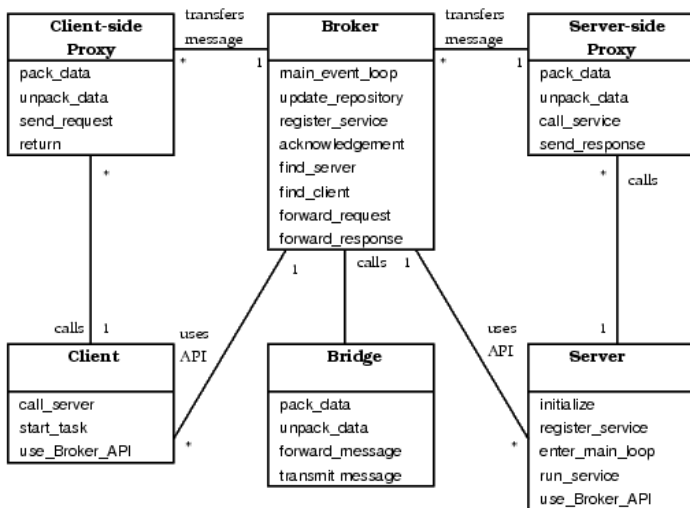 Client-side
Proxy
pack_data
unpack_data
send_request
return
transfers
message
*
1
Broker
main_event_loop
update_repository
register_service
acknowledgement
find_server
find_client
forward_request
forward_response
transfers
message
*
1
Server-side
Proxy
pack_data
unpack_data
call_service
send_response
*
calls
1
*
calls
1
1
uses
API
*
calls
1
uses
API
*
Client
call_server
start_task
use_Broker_API
Bridge
pack_data
unpack_data
forward_message
transmit message
Server
initialize
register_service
enter_main_loop
run_service
use_Broker_API